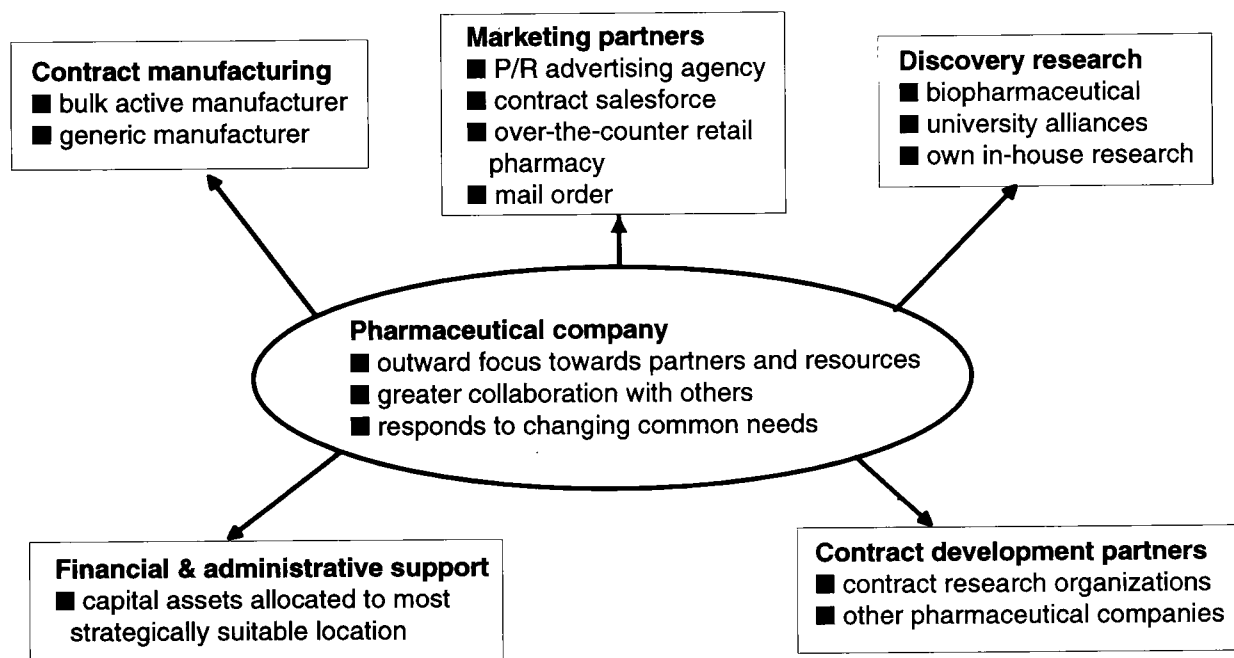 Contract manufacturing
■ bulk active manufacturer
■ generic manufacturer
Marketing partners
■ P/R advertising agency
■ contract salesforce
■ over-the-counter retail
pharmacy
■ mail order
Discovery research
■ biopharmaceutical
■ university alliances
■ own in-house research
Pharmaceutical company
■ outward focus towards partners and resources
■ greater collaboration with others
■ responds to changing common needs
Financial & administrative support
■ capital assets allocated to most
strategically suitable location
Contract development partners
■ contract research organizations
■ other pharmaceutical companies